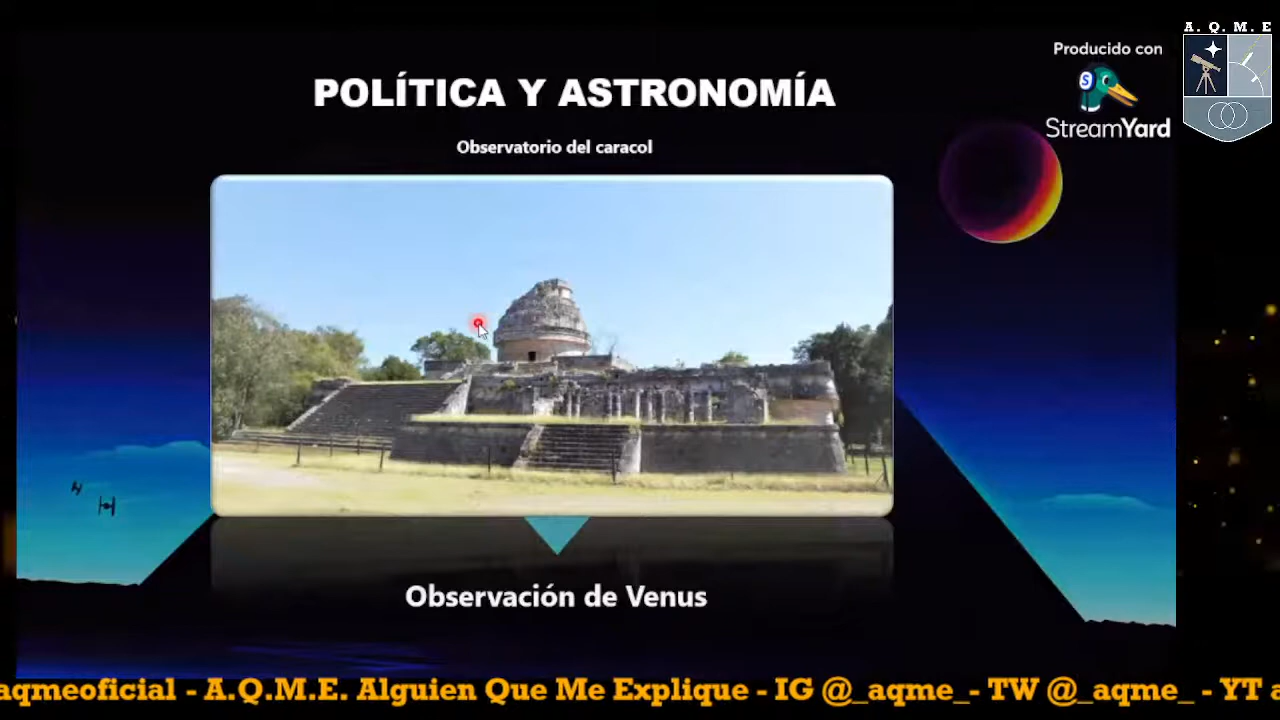 A. Q. M. E
Producido con
S
StreamYard
POLÍTICA Y ASTRONOMÍA
Observatorio del caracol
Observación de Venus
aqmeoficial - A.Q.M.E. Alguien Que Me Explique - IG @_aqme_- TW @_aqme_ - YT a